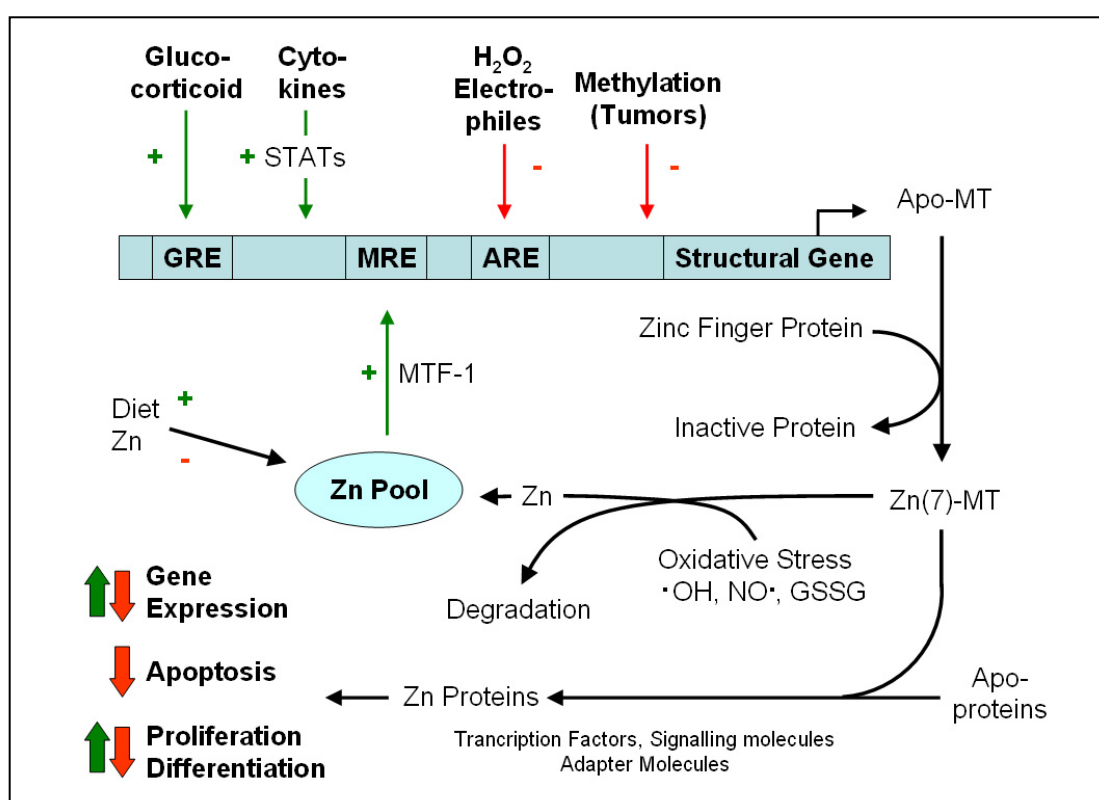 Gluco-
corticoid
Cyto-
kines
H₂O₂
Electro-
philes
Methylation
(Tumors)
+
+ STATs
-
-
Apo-MT
GRE
MRE
ARE
Structural Gene
Zinc Finger Protein
+ MTF-1
Diet +
Zn
-
Inactive Protein
Zn Pool
Zn
Zn(7)-MT
Oxidative Stress
·OH, NO·, GSSG
Gene
Expression
Degradation
Apoptosis
Zn Proteins
Apo-
proteins
Proliferation
Differentiation
Trancription Factors, Signalling molecules
Adapter Molecules